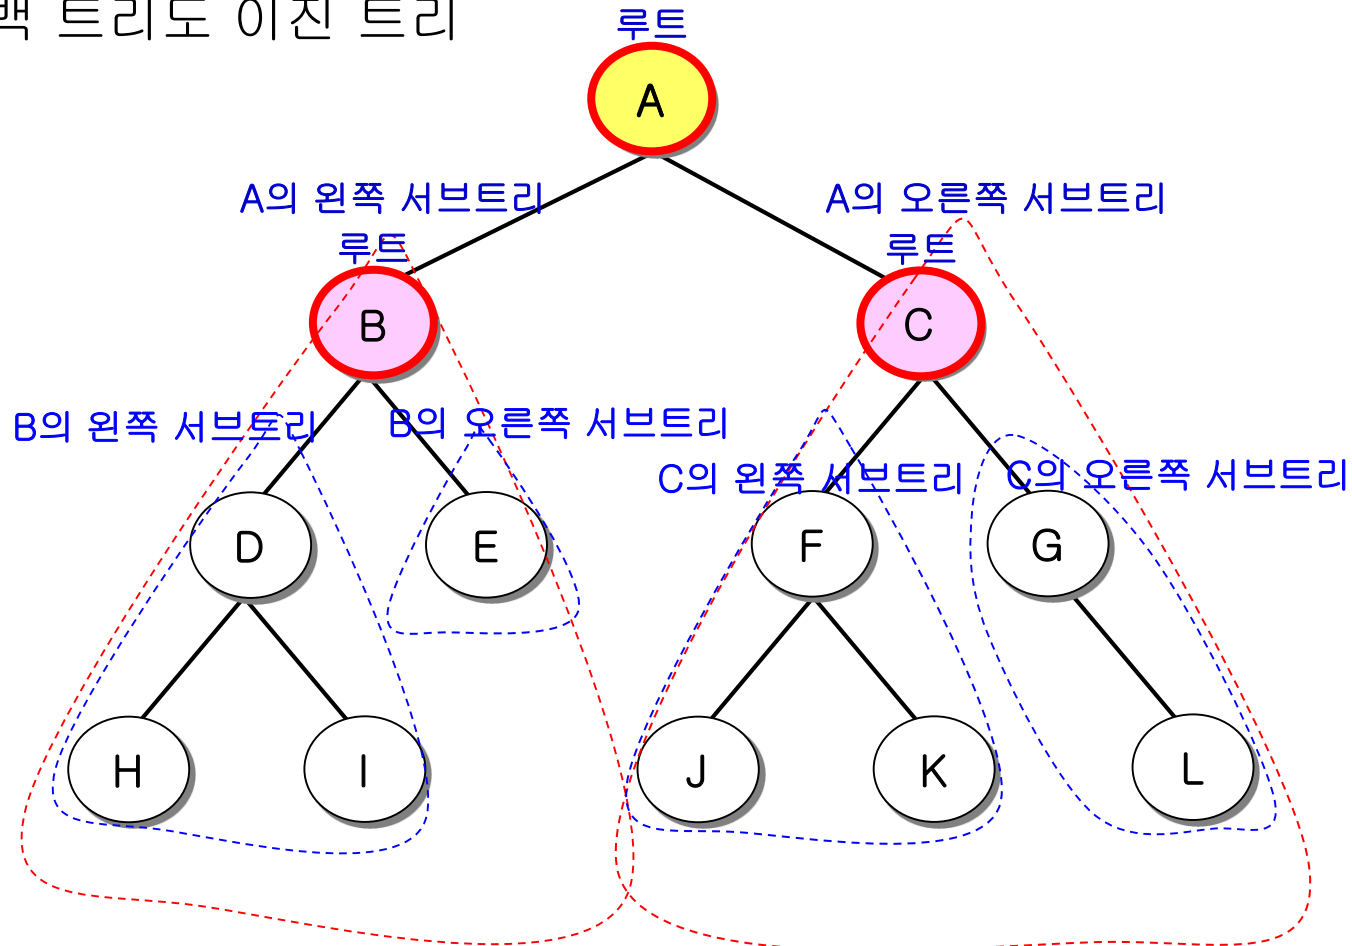 트리도 이진 트리
루트
A
A의 왼쪽 서브트리
A의 오른쪽 서브트리
루트
루트
B
C
B의 왼쪽 서브트리
B의 오른쪽 서브트리
C의 왼쪽 서브트리
C의 오른쪽 서브트리
D
E
F
G
H
I
J
K
L